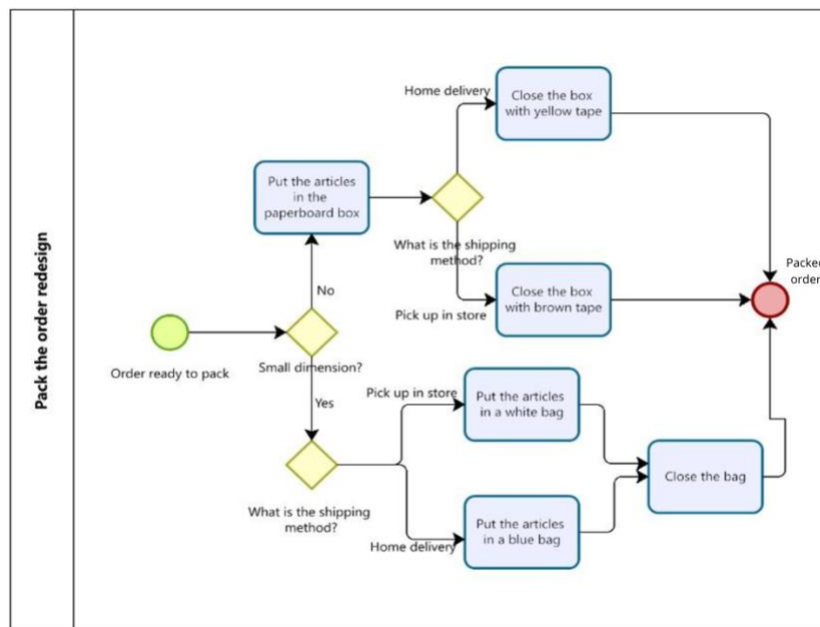 Pack the order redesign
Home delivery
Close the box
with yellow tape
Put the articles
in the
paperboard box
What is the shipping
method?
Pick up in store
Close the box
with brown tape
Packed
order
No
Order ready to pack
Small dimension?
Yes
Pick up in store
Put the articles
in a white bag
Close the bag
What is the shipping
method?
Home delivery
Put the articles
in a blue bag